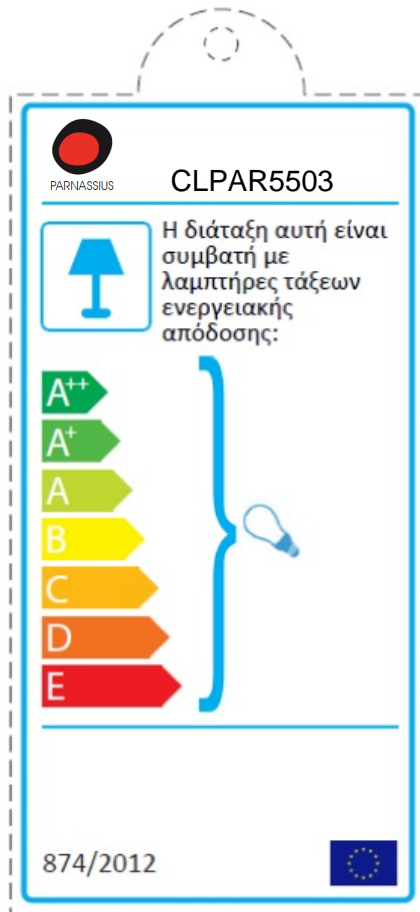 PARNASSIUS
CLPAR5503
Η διάταξη αυτή είναι
συμβατή με
λαμπτήρες τάξεων
ενεργειακής
απόδοσης:
A++
A+
A
B
C
D
E
874/2012